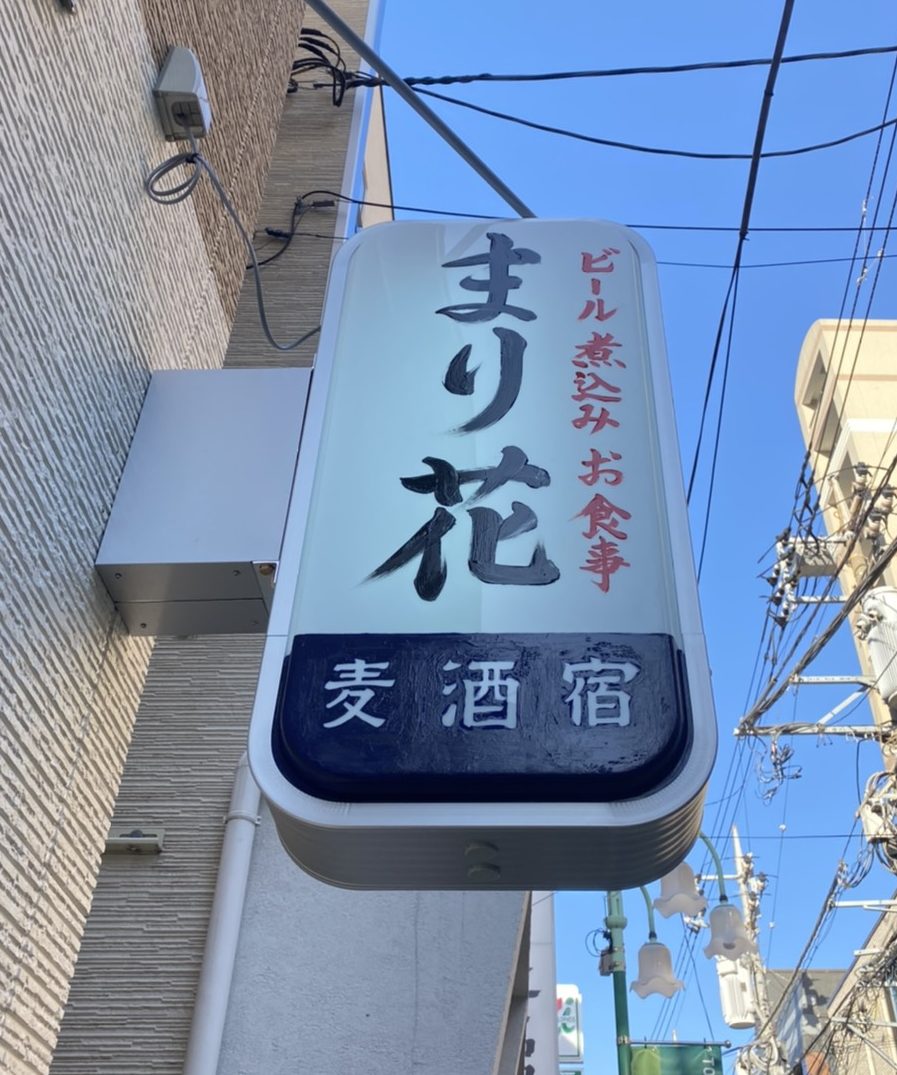 ビール 煮込み お食事
まり花
麦酒宿